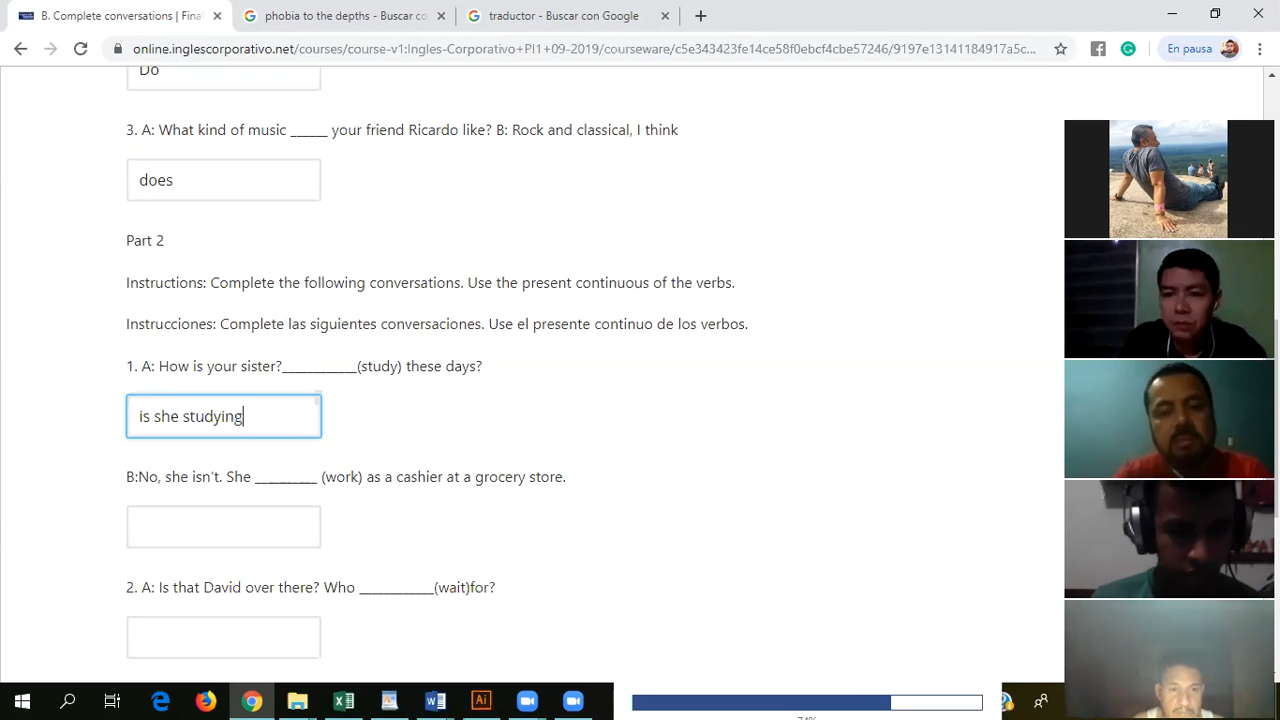 B. Complete conversations | Final
phobia to the depths - Buscar co
traductor - Buscar con Google
online.inglescorporativo.net/courses/course-v1:Ingles-Corporativo+PI1+09-2019/courseware/c5e343423fe14ce58f0ebcf4cbe57246/9197e13141184917a5c...
En pausa
Do
3. A: What kind of music ______ your friend Ricardo like? B: Rock and classical, I think
does
Part 2
Instructions: Complete the following conversations. Use the present continuous of the verbs.
Instrucciones: Complete las siguientes conversaciones. Use el presente continuo de los verbos.
1. A: How is your sister?____________(study) these days?
is she studying
B:No, she isn't. She __________ (work) as a cashier at a grocery store.
2. A: Is that David over there? Who ____________(wait)for?
74%